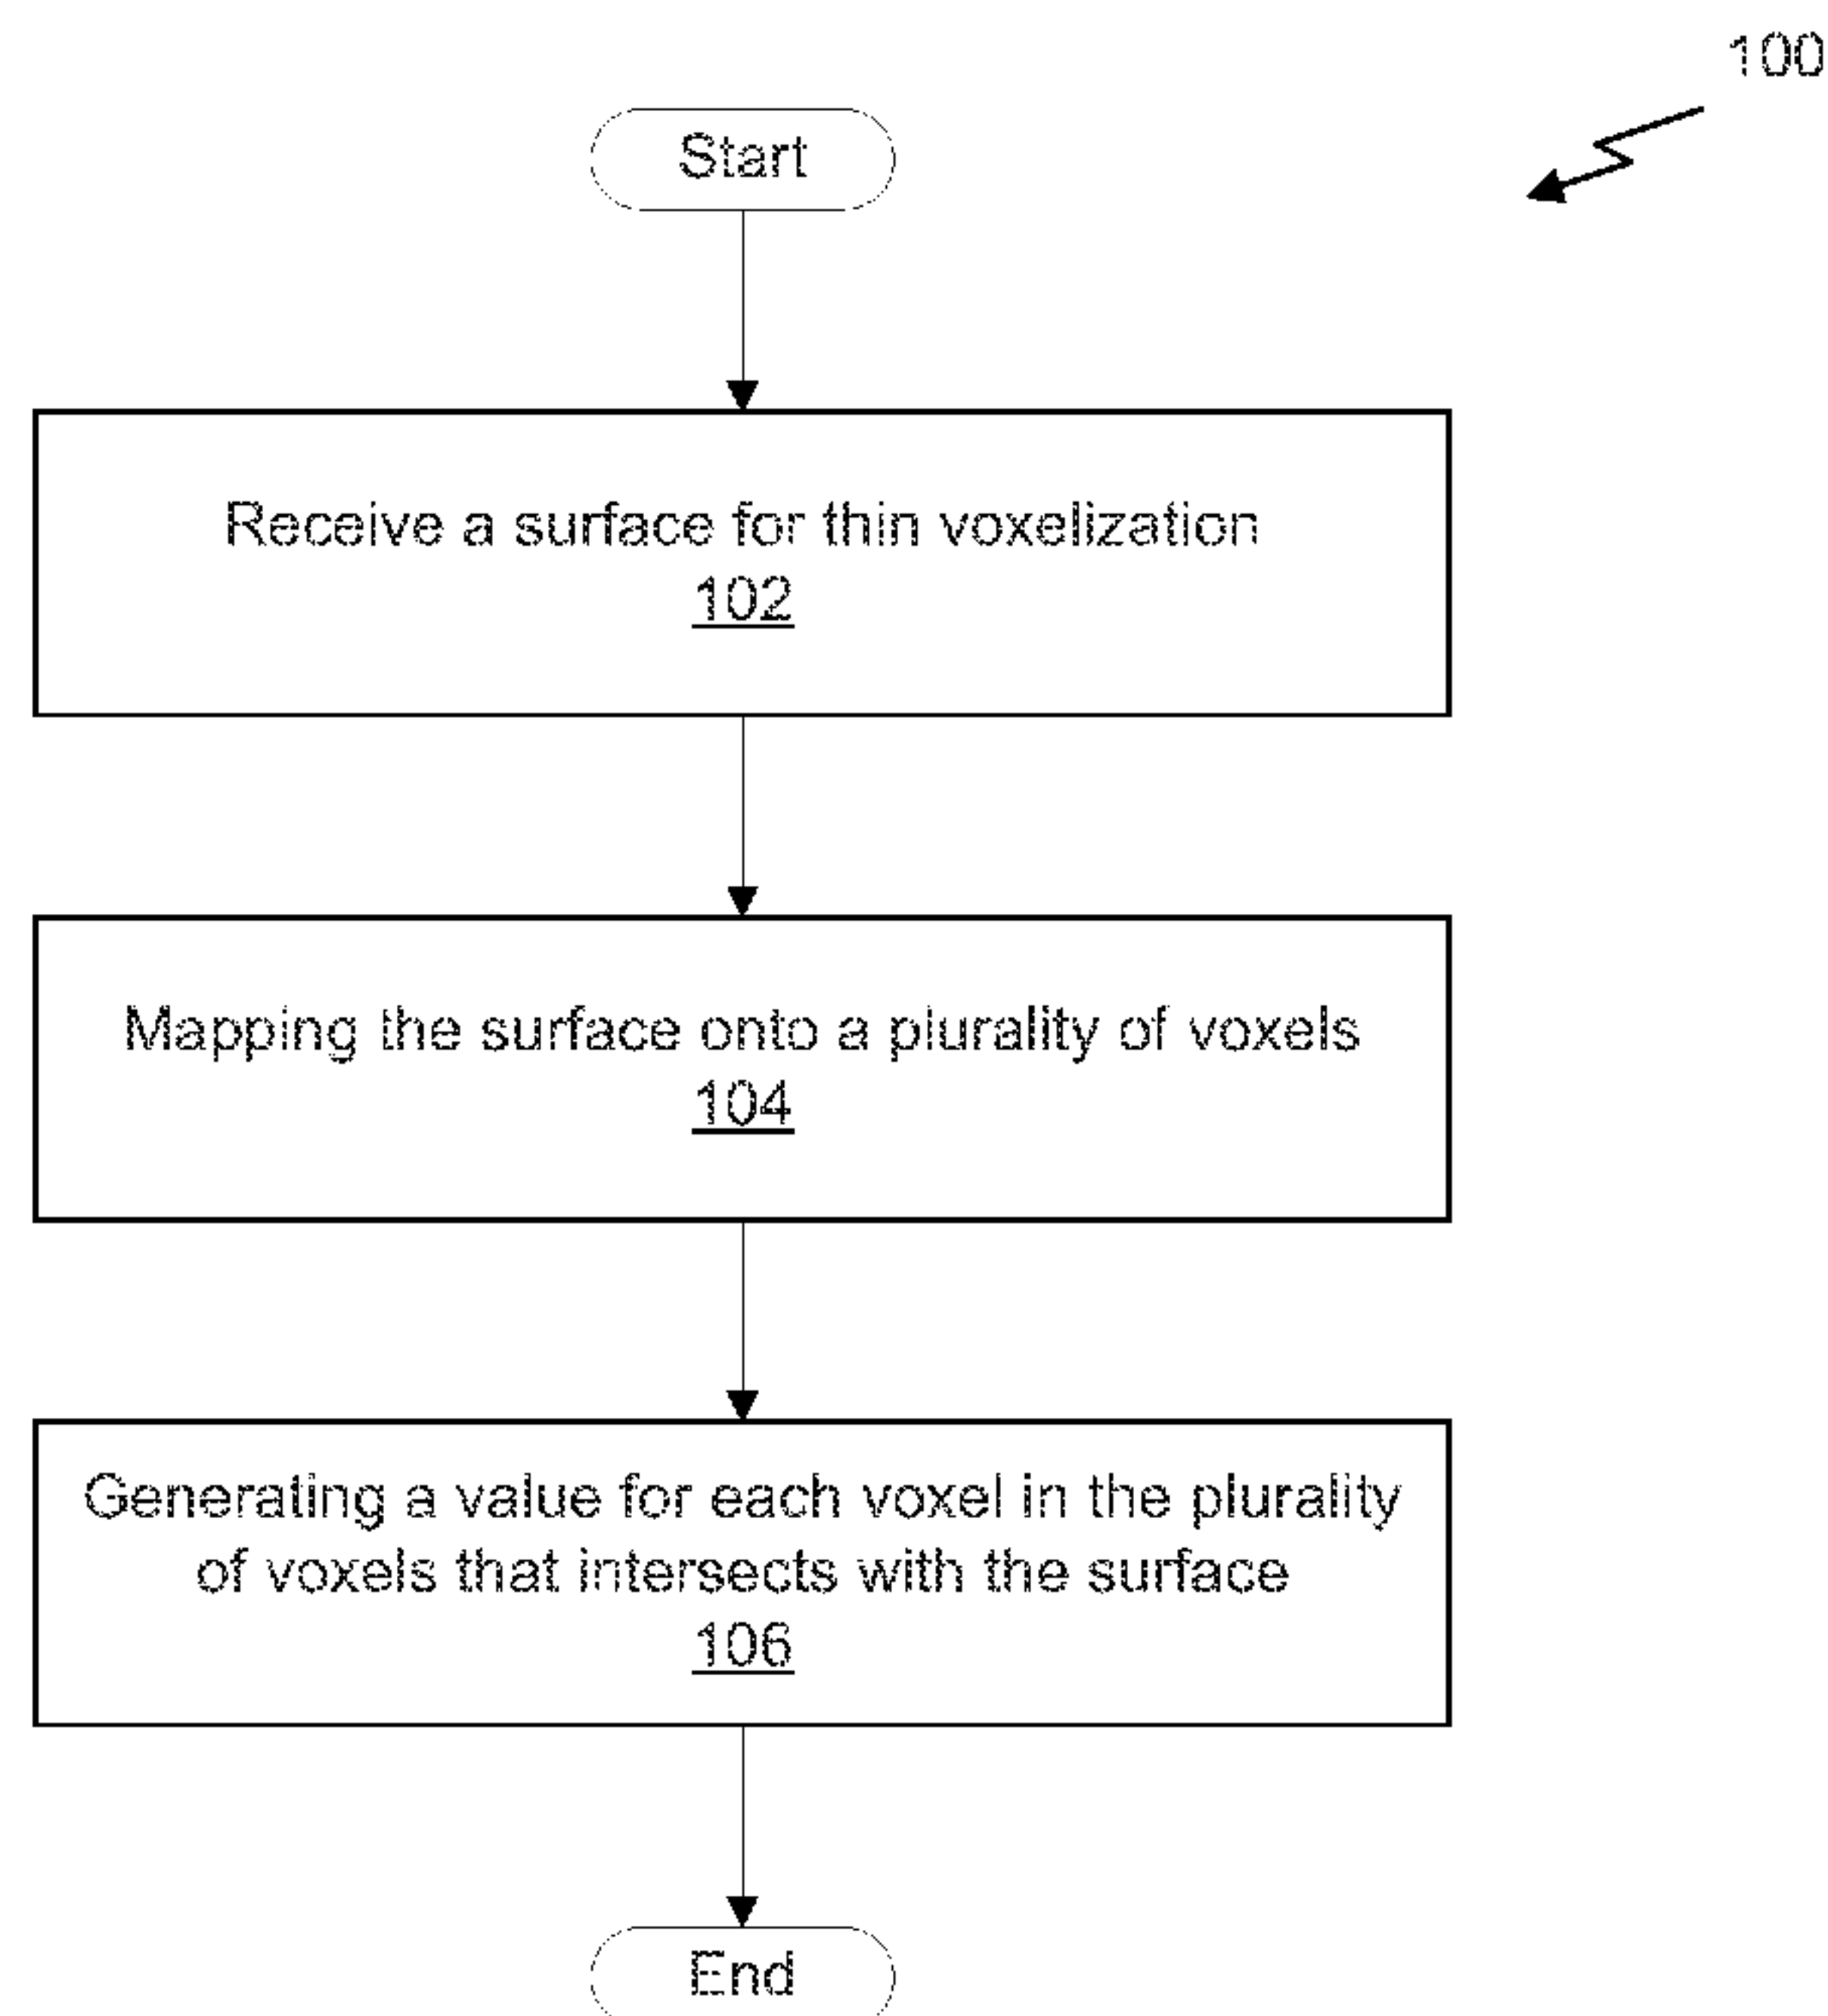 100
Start
Receive a surface for thin voxelization
102
Mapping the surface onto a plurality of voxels
104
Generating a value for each voxel in the plurality
of voxels that intersects with the surface
106
End